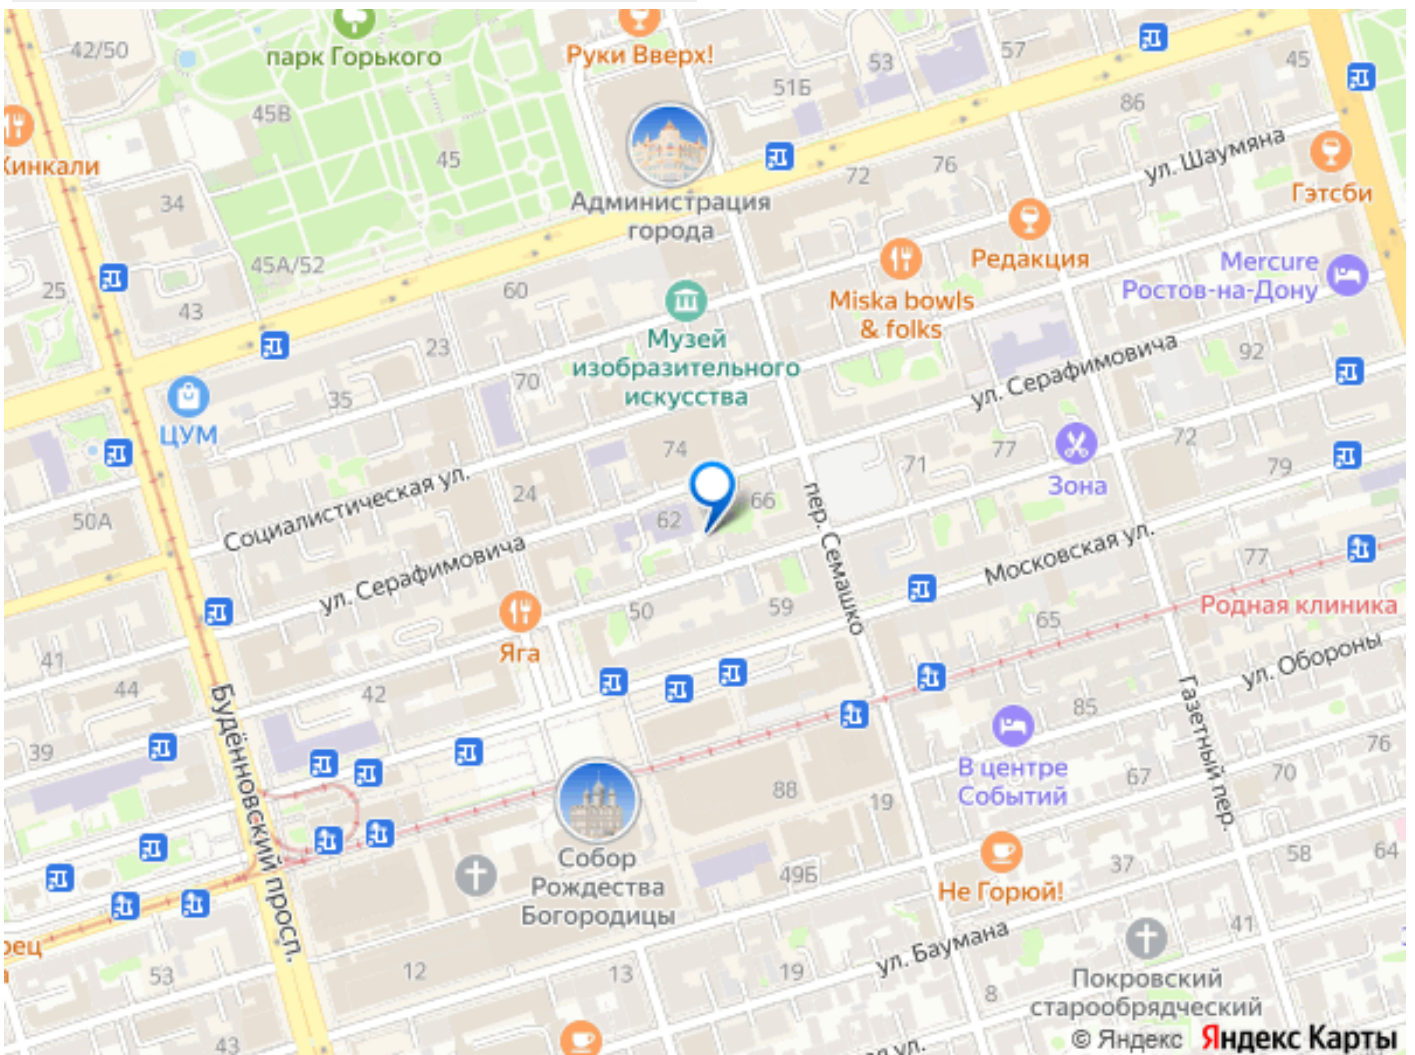 42/50
парк Горького
Руки Вверх!
53
57
45
51Б
86
45В
45
Хинкали
34
Администрация
города
72
76
ул. Шаумяна
Гэтсби
Редакция
Mercure
Ростов-на-Дону
45А/52
25
43
60
Miska bowls
& folks
Музей
изобразительного
искусства
23
70
35
ЦУМ
92
ул. Серафимовича
74
71
77
72
79
Зона
Социалистическая ул.
24
50А
62
66
пер. Семашко
Московская ул.
77
ул. Серафимовича
50
59
65
Родная клиника
Яга
41
44
42
ул. Обороны
85
Газетный пер.
39
Будённовский просп.
В центре
Событий
67
70
76
88
19
Собор
Рождества
Богородицы
49Б
37
58
64
Не Горюй!
рец
53
12
13
19
ул. Баумана
41
Покровский
старообрядческий
8
43
ул.
© Яндекс Яндекс Карты